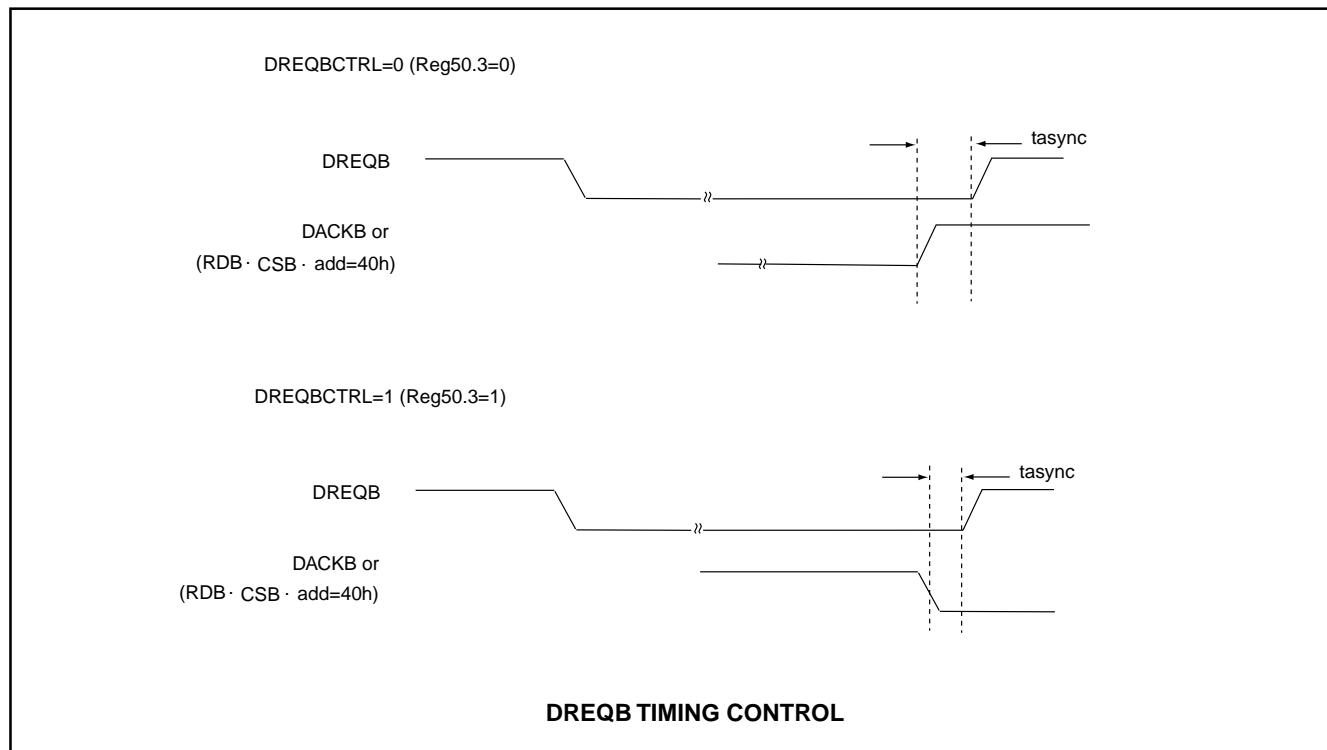 DREQBCTRL=0 (Reg50.3=0)
tasync
DREQB
DACKB or
(RDB · CSB · add=40h)
DREQBCTRL=1 (Reg50.3=1)
tasync
DREQB
DACKB or
(RDB · CSB · add=40h)
DREQB TIMING CONTROL